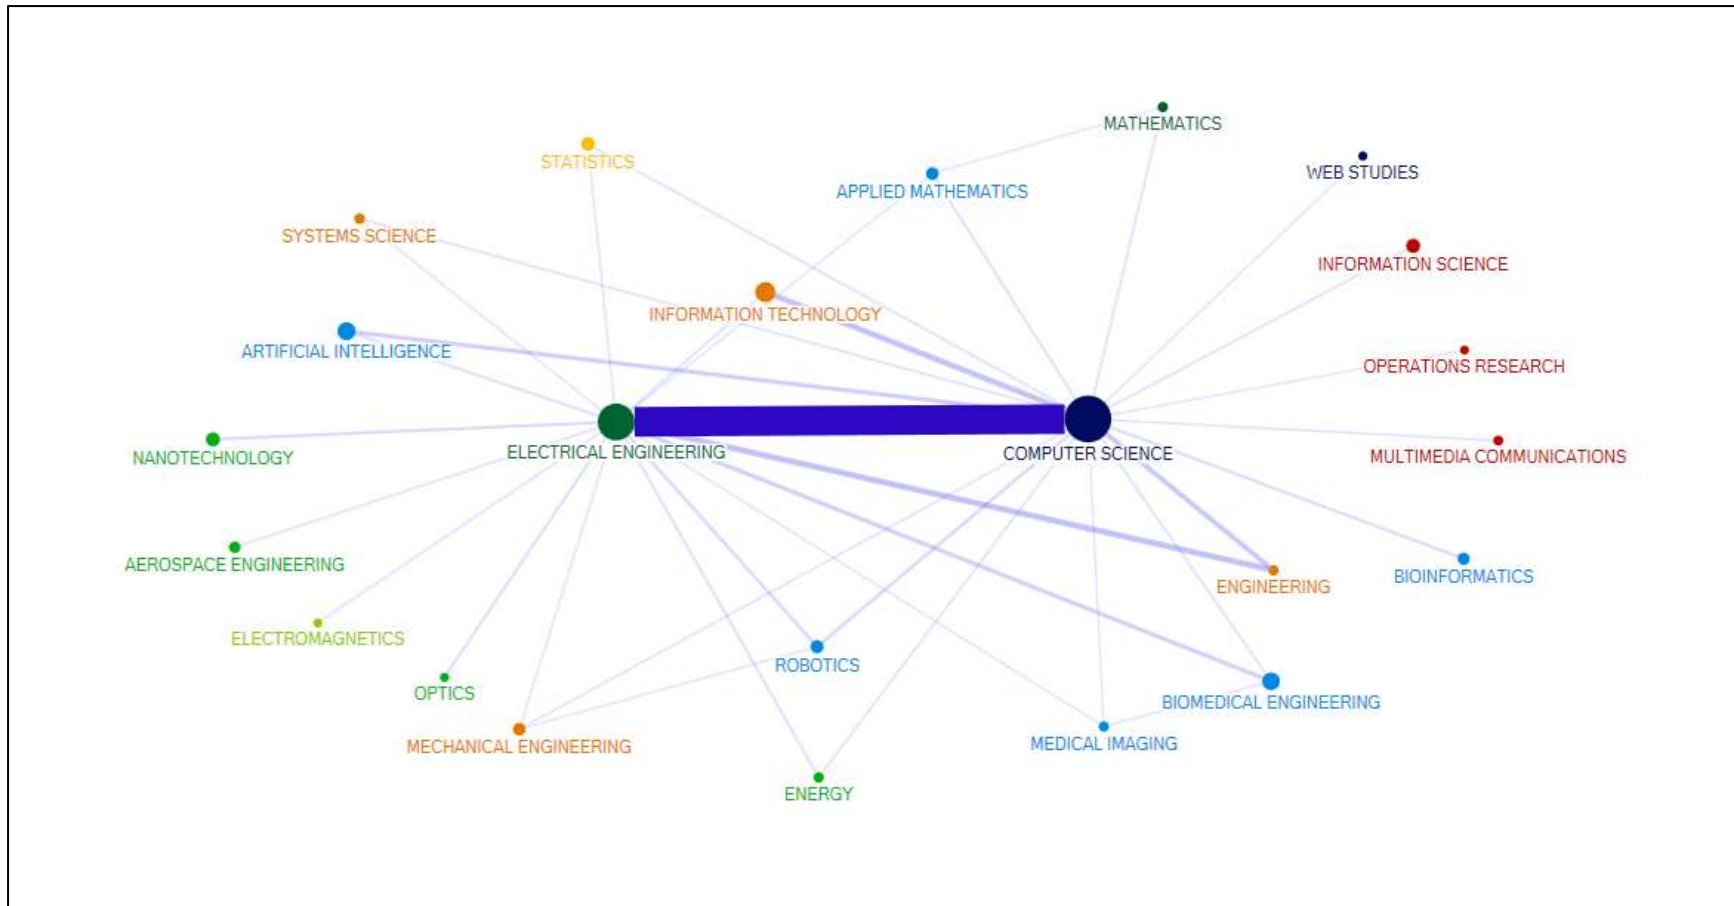 MATHEMATICS
STATISTICS
WEB STUDIES
APPLIED MATHEMATICS
SYSTEMS SCIENCE
INFORMATION SCIENCE
INFORMATION TECHNOLOGY
ARTIFICIAL INTELLIGENCE
OPERATIONS RESEARCH
ELECTRICAL ENGINEERING
COMPUTER SCIENCE
NANOTECHNOLOGY
MULTIMEDIA COMMUNICATIONS
AEROSPACE ENGINEERING
BIOINFORMATICS
ENGINEERING
ELECTROMAGNETICS
ROBOTICS
OPTICS
BIOMEDICAL ENGINEERING
MECHANICAL ENGINEERING
MEDICAL IMAGING
ENERGY